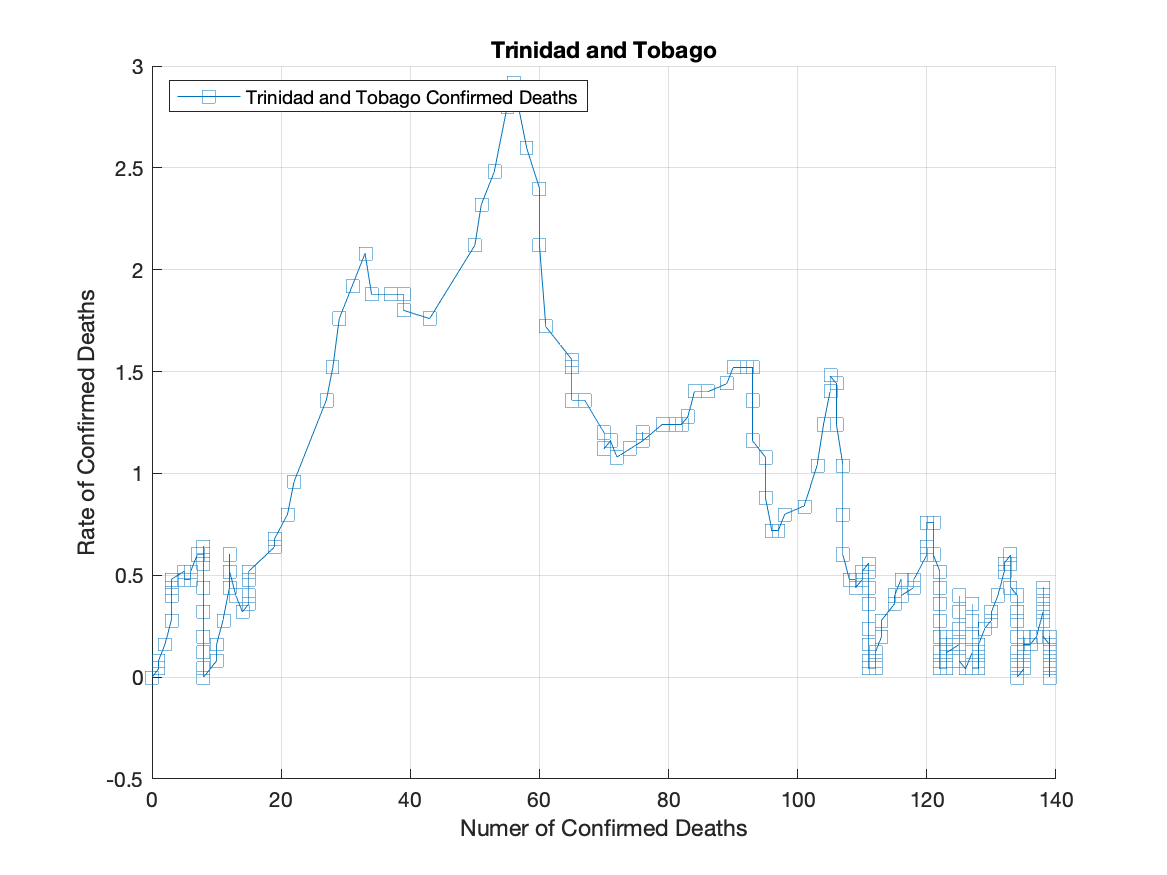 Trinidad and Tobago
Trinidad and Tobago Confirmed Deaths
3
2.5
2
1.5
1
0.5
0
-0.5
Rate of Confirmed Deaths
0 20 40 60 80 100 120 140
Numer of Confirmed Deaths